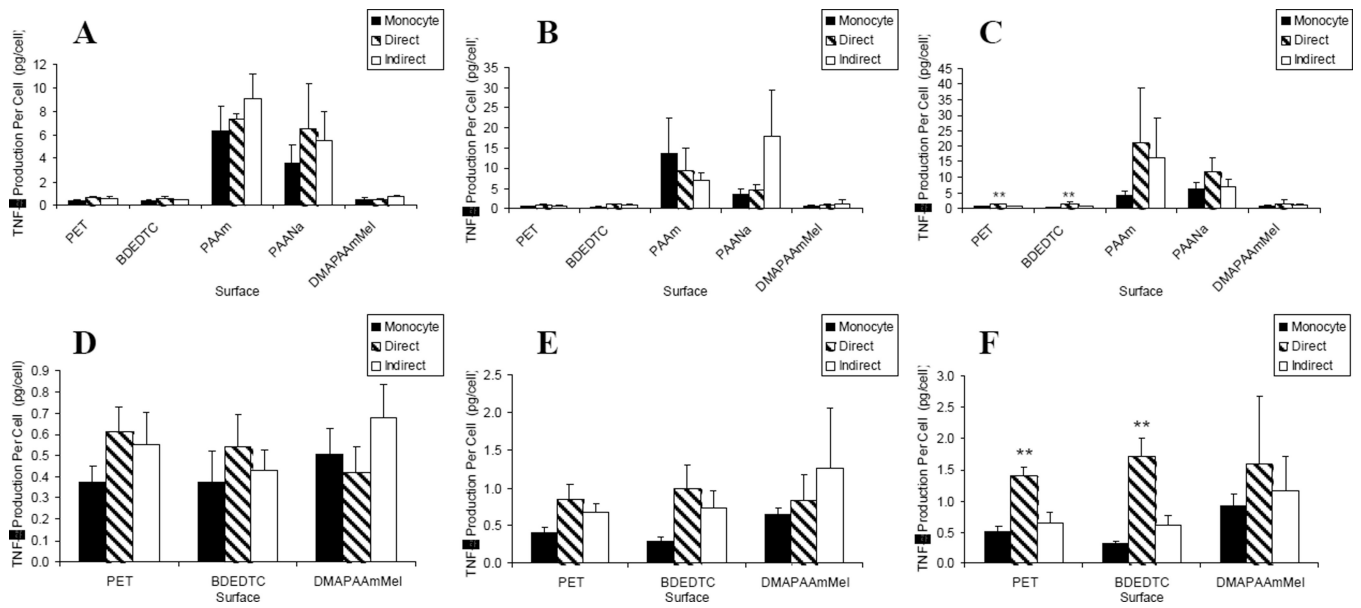 A
Monocyte
Direct
Indirect
TNF- Production Per Cell (pg/cell)
12
10
8
6
4
2
0
PET
BDEDTC
PAAm
PAANa
DMAPAAmMeI
Surface
B
Monocyte
Direct
Indirect
TNF- Production Per Cell (pg/cell)
35
30
25
20
15
10
5
0
PET
BDEDTC
PAAm
PAANa
DMAPAAmMeI
Surface
C
Monocyte
Direct
Indirect
TNF- Production Per Cell (pg/cell)
45
40
35
30
25
20
15
10
5
0
**
**
PET
BDEDTC
PAAm
PAANa
DMAPAAmMeI
Surface
D
Monocyte
Direct
Indirect
TNF- Production Per Cell (pg/cell)
0.9
0.8
0.7
0.6
0.5
0.4
0.3
0.2
0.1
0.0
PET
BDEDTC
DMAPAAmMeI
Surface
E
Monocyte
Direct
Indirect
TNF- Production Per Cell (pg/cell)
2.5
2.0
1.5
1.0
0.5
0.0
PET
BDEDTC
DMAPAAmMeI
Surface
F
Monocyte
Direct
Indirect
TNF- Production Per Cell (pg/cell)
3.0
2.5
2.0
1.5
1.0
0.5
0.0
**
**
PET
BDEDTC
DMAPAAmMeI
Surface